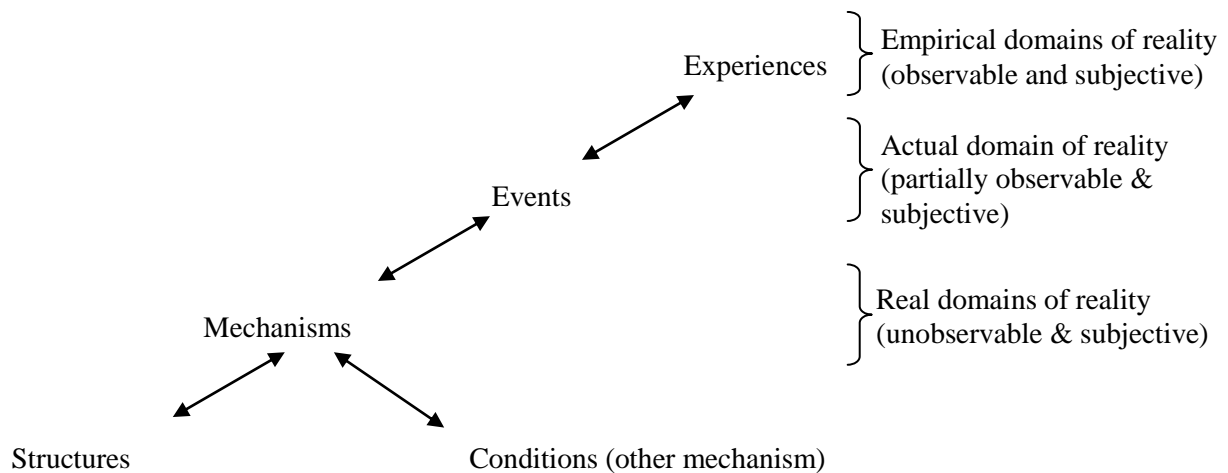 Experiences
Empirical domains of reality
(observable and subjective)
Events
Actual domain of reality
(partially observable &
subjective)
Mechanisms
Real domains of reality
(unobservable & subjective)
Structures
Conditions (other mechanism)